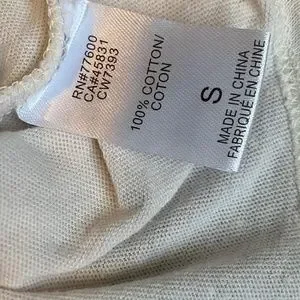 RN#77600
CA#45831
CW7393
100% COTTON/
COTON
S
MADE IN CHINA
FABRIQUÉ EN CHINE